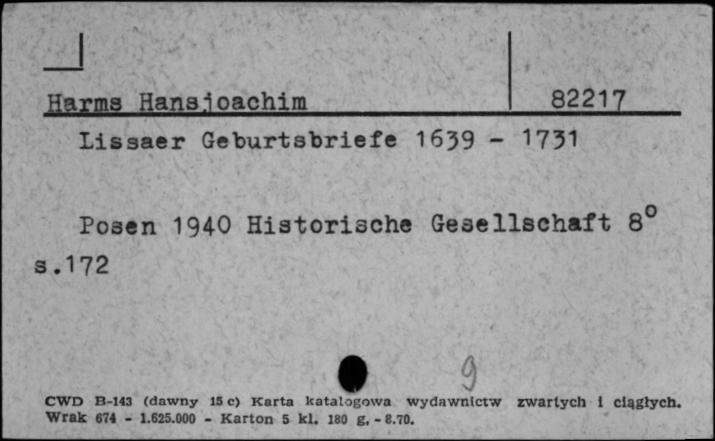 Harms Hansjoachim 82217
Lissaer Geburtsbriefe 1639 - 1731
Posen 1940 Historische Gesellschaft 8°
s.172
9
CWD B-143 (dawny 15 c) Karta katalogowa wydawnictw zwartych i ciągłych.
Wrak 674 - 1.625.000 - Karton 5 kl. 180 g. - 8.70.